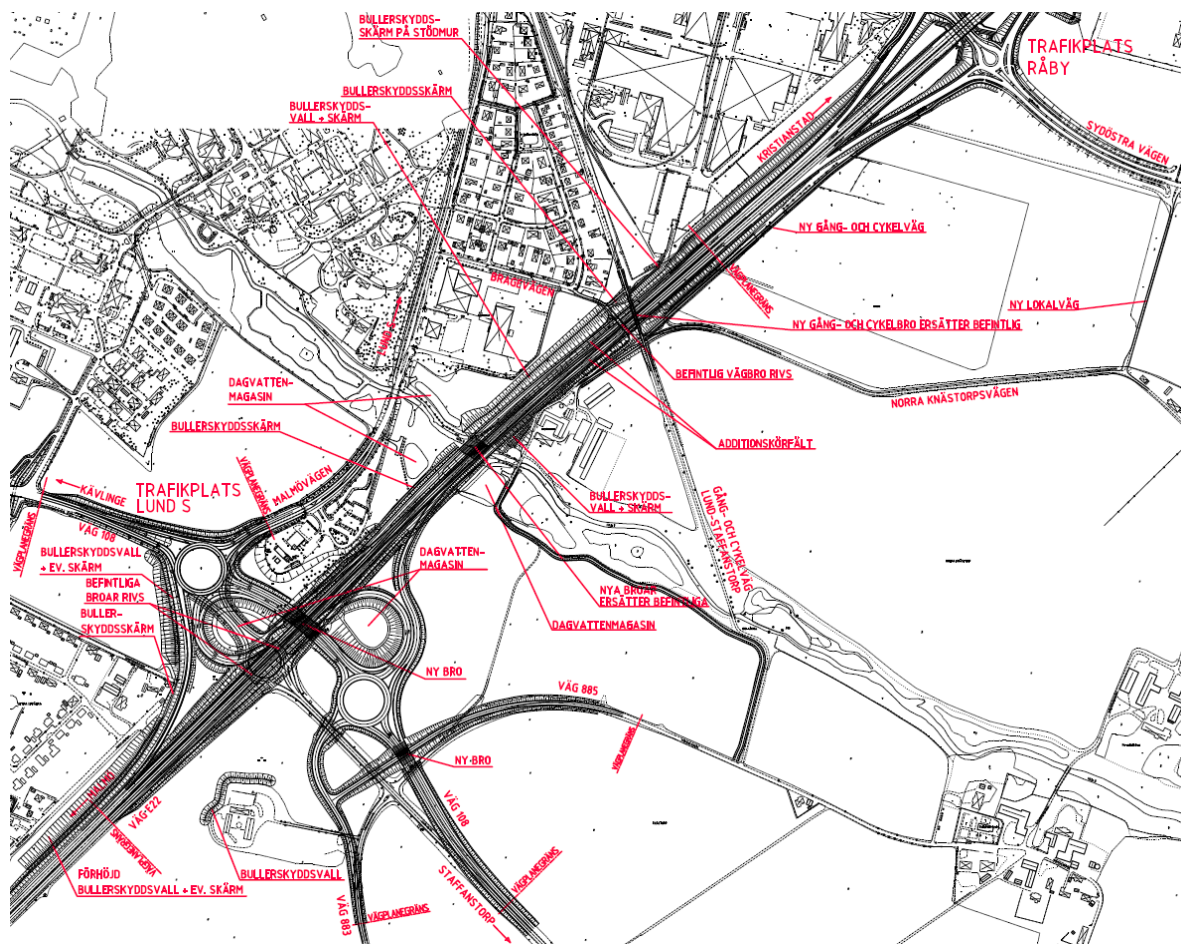 BULLERSKYDDS-
SKÄRM PÅ STÖDMUR
TRAFIKPLATS
RÅBY
BULLERSKYDDSSKÄRM
BULLERSKYDDS-
VALL + SKÄRM
KRISTIANSTAD
SYDÖSTRA VÄGEN
NY GÅNG- OCH CYKELVÄG
BRAGEVÄGEN
VÄGPLANEGRÄNS
NY LOKALVÄG
LUND C
NY GÅNG- OCH CYKELBRO ERSÄTTER BEFINTLIG
BEFINTLIG VÄGBRO RIVS
DAGVATTEN-
MAGASIN
NORRA KNÄSTORPSVÄGEN
BULLERSKYDDSSKÄRM
ADDITIONSKÖRFÄLT
VÄGPLANEGRÄNS
MALMÖVÄGEN
KÄVLINGE
TRAFIKPLATS
LUND S
BULLERSKYDDS-
VALL + SKÄRM
GÅNG- OCH CYKELVÄG
LUND-STAFFANSTORP
VÄGPLANEGRÄNS
VÄG 108
BULLERSKYDDSVALL
+ EV. SKÄRM
DAGVATTEN-
MAGASIN
BEFINTLIGA
BROAR RIVS
NYA BROAR
ERSÄTTER BEFINTLIGA
BULLER-
SKYDDSSKÄRM
DAGVATTENMAGASIN
NY BRO
VÄG 885
VÄGPLANEGRÄNS
NY BRO
MALMÖ
VÄG E22
VÄGPLANEGRÄNS
VÄG 108
FÖRHÖJD
BULLERSKYDDSVALL + EV. SKÄRM
BULLERSKYDDSVALL
VÄGPLANEGRÄNS
STAFFANSTORP
VÄG 883
VÄGPLANEGRÄNS